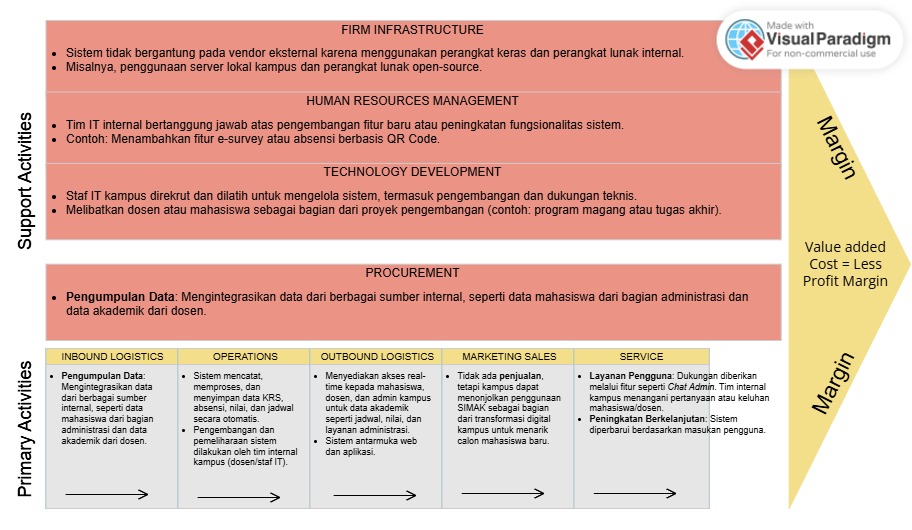 FIRM INFRASTRUCTURE
• Sistem tidak bergantung pada vendor eksternal karena menggunakan perangkat keras dan perangkat lunak internal.
• Misalnya, penggunaan server lokal kampus dan perangkat lunak open-source.
Made with
Visual Paradigm
For non-commercial use
HUMAN RESOURCES MANAGEMENT
• Tim IT internal bertanggung jawab atas pengembangan fitur baru atau peningkatan fungsionalitas sistem.
• Contoh: Menambahkan fitur e-survey atau absensi berbasis QR Code.
TECHNOLOGY DEVELOPMENT
• Staf IT kampus direkrut dan dilatih untuk mengelola sistem, termasuk pengembangan dan dukungan teknis.
• Melibatkan dosen atau mahasiswa sebagai bagian dari proyek pengembangan (contoh: program magang atau tugas akhir).
Support Activities
PROCUREMENT
• Pengumpulan Data: Mengintegrasikan data dari berbagai sumber internal, seperti data mahasiswa dari bagian administrasi dan
data akademik dari dosen.
Margin
Value added
Cost = Less
Profit Margin
Margin
Primary Activities
INBOUND LOGISTICS
• Pengumpulan Data:
Mengintegrasikan data
dari berbagai sumber
internal, seperti data
mahasiswa dari bagian
administrasi dan data
akademik dari dosen.
OPERATIONS
• Sistem mencatat,
memproses, dan
menyimpan data KRS,
absensi, nilai, dan jadwal
secara otomatis.
• Pengembangan dan
pemeliharaan sistem
dilakukan oleh tim internal
kampus (dosen/staf IT).
OUTBOUND LOGISTICS
• Menyediakan akses real-
time kepada mahasiswa,
dosen, dan admin kampus
untuk data akademik
seperti jadwal, nilai, dan
layanan administrasi.
• Sistem antarmuka web
dan aplikasi.
MARKETING SALES
• Tidak ada penjualan,
tetapi kampus dapat
menonjolkan penggunaan
SIMAK sebagai bagian
dari transformasi digital
kampus untuk menarik
calon mahasiswa baru.
SERVICE
• Layanan Pengguna: Dukungan diberikan
melalui fitur seperti Chat Admin. Tim internal
kampus menangani pertanyaan atau keluhan
mahasiswa/dosen.
• Peningkatan Berkelanjutan: Sistem
diperbarui berdasarkan masukan pengguna.